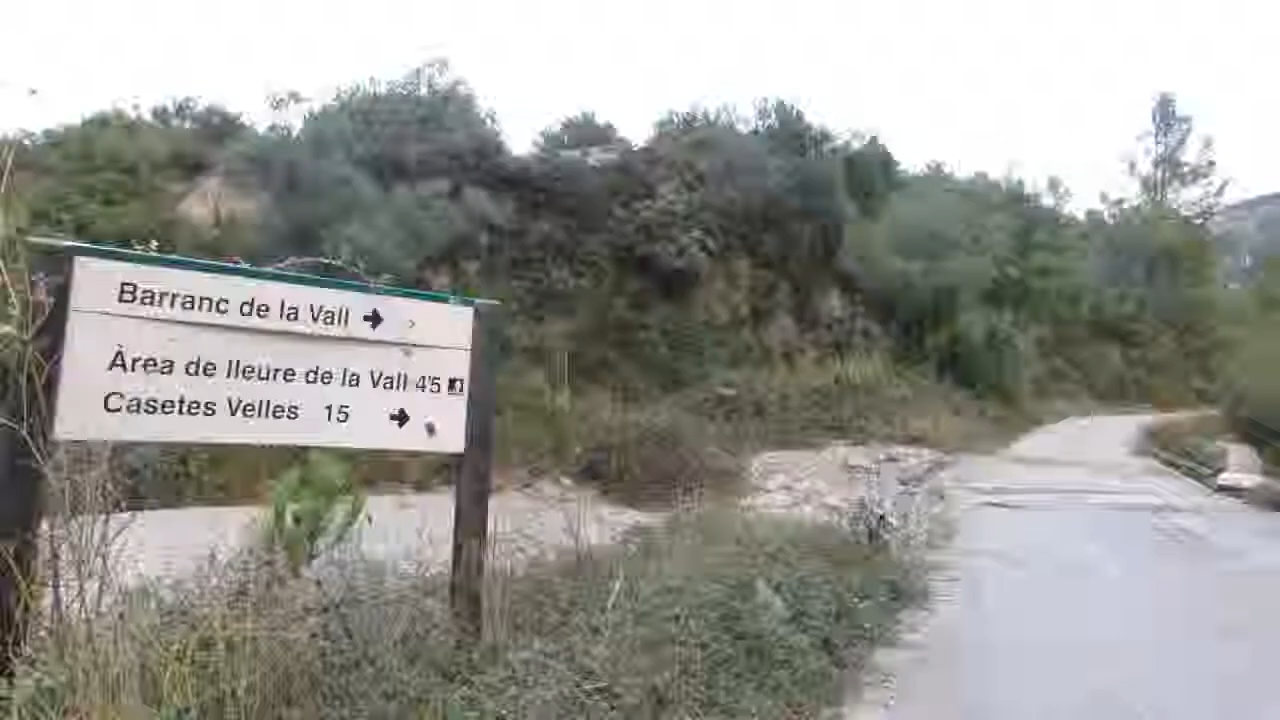 Barranc de la Vall
Àrea de lleure de la Vall 4'5
Casetes Velles 15